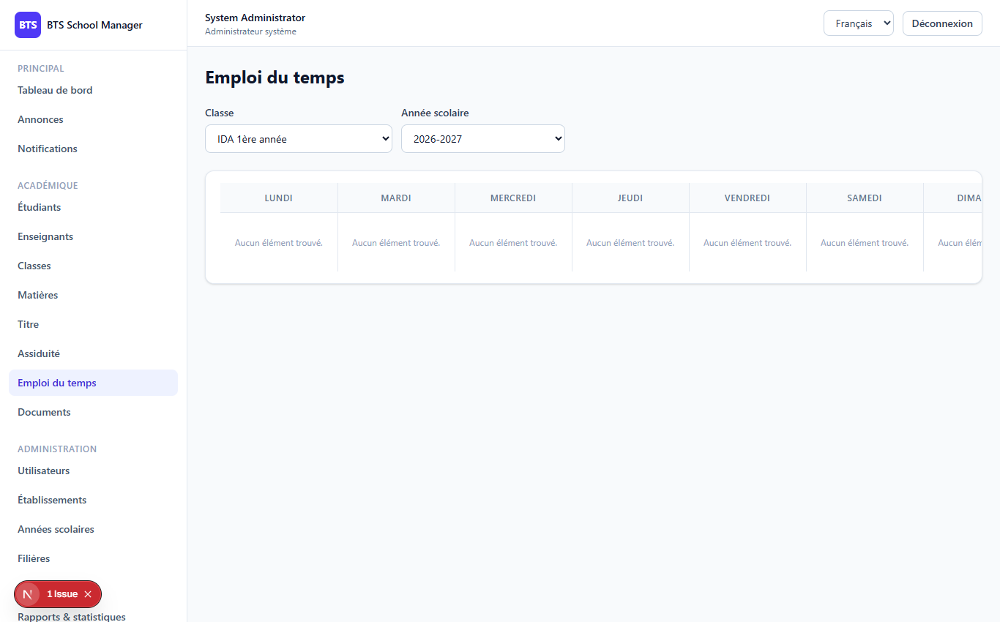 BTS BTS School Manager
System Administrator
Administrateur système
Français
Déconnexion
PRINCIPAL
Tableau de bord
Annonces
Notifications
ACADÉMIQUE
Étudiants
Enseignants
Classes
Matières
Titre
Assiduité
Emploi du temps
Documents
ADMINISTRATION
Utilisateurs
Établissements
Années scolaires
Filières
N 1 Issue
Rapports & statistiques
Emploi du temps
Classe Année scolaire
IDA 1ère année 2026-2027
LUNDI MARDI MERCREDI JEUDI VENDREDI SAMEDI DIMA
Aucun élément trouvé. Aucun élément trouvé. Aucun élément trouvé. Aucun élément trouvé. Aucun élément trouvé. Aucun élément trouvé. Aucun élém